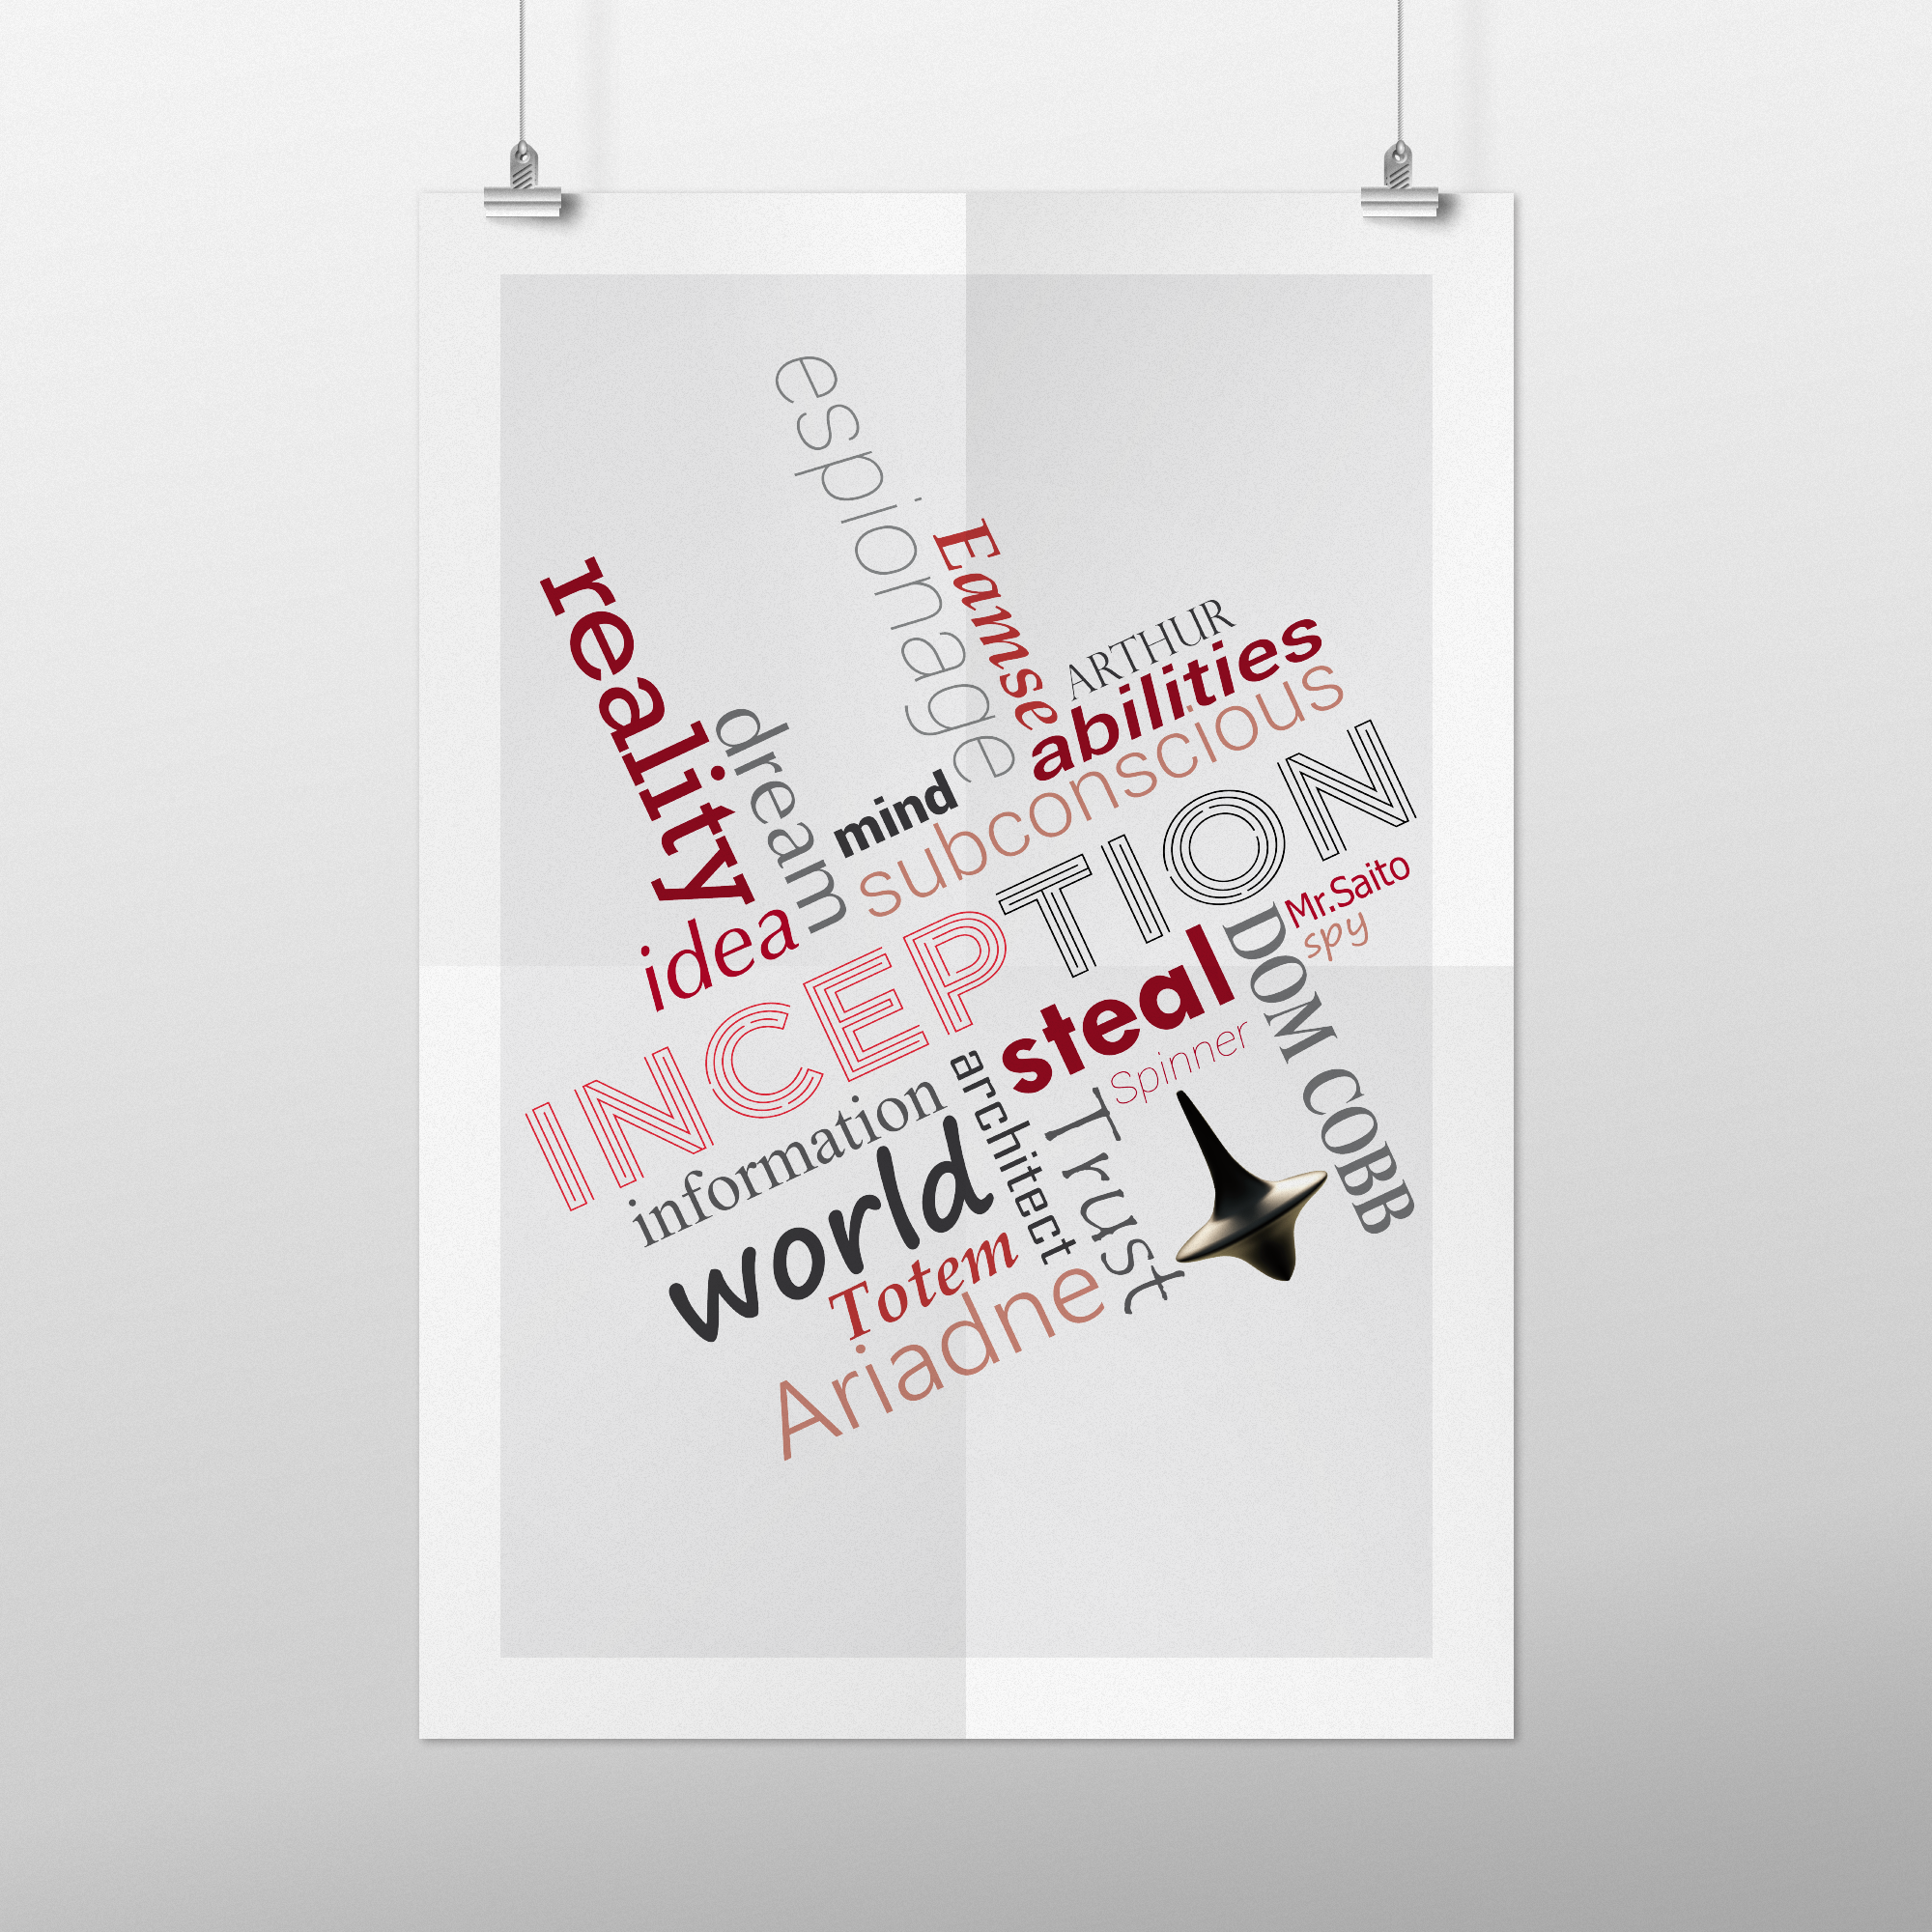 espionage
Eamse
reality
ARTHUR
abilities
dream
mind
subconscious
idea
INCEPTION
Mr.Saito
spy
DOM COBB
steal
Spinner
information
architect
Trust
world
Totem
Ariadne